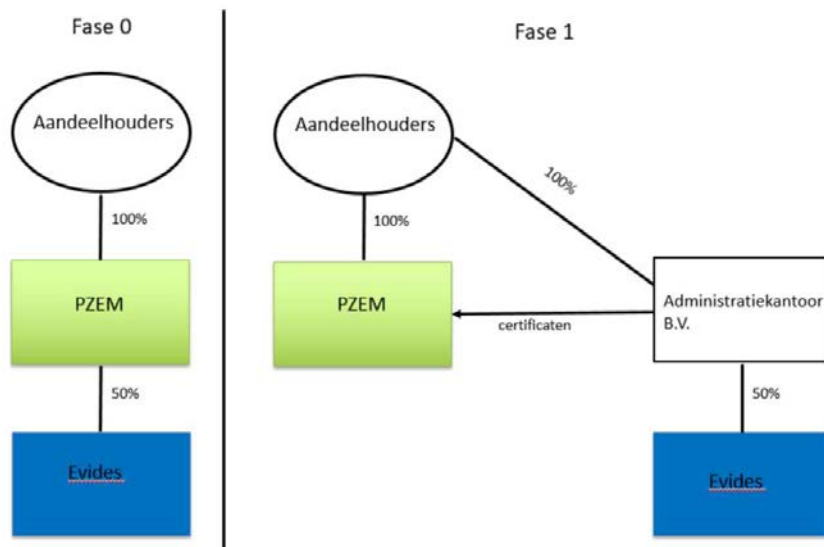 Fase 0
Aandeelhouders
100%
PZEM
50%
Evides
Fase 1
Aandeelhouders
100%
100%
PZEM
certificaten
Administratiekantoor
B.V.
50%
Evides